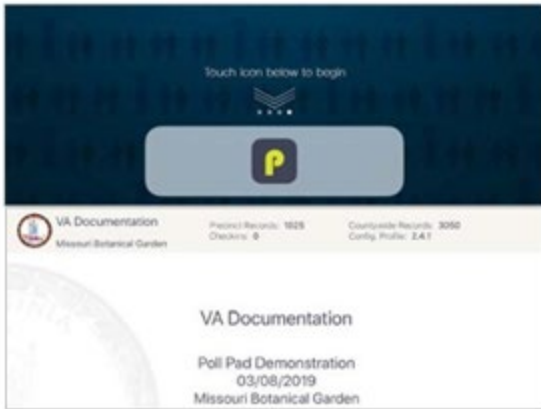 Touch icon below to begin
p
VA Documentation
Missouri Botanical Garden
Precinct Records: 1025
Checkins: 0
Countywide Records: 3050
Config. Profile: 2.4.1
VA Documentation
Poll Pad Demonstration
03/08/2019
Missouri Botanical Garden